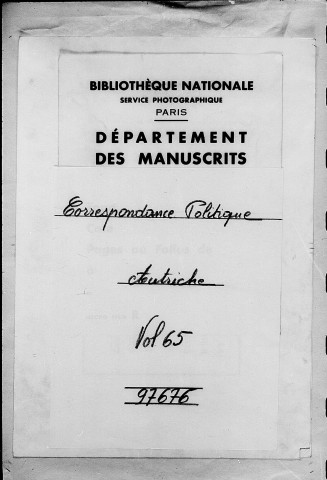 BIBLIOTHÈQUE NATIONALE
SERVICE PHOTOGRAPHIQUE
PARIS
DÉPARTEMENT
DES MANUSCRITS
Correspondance Politique
Autriche
Vol 65
97676